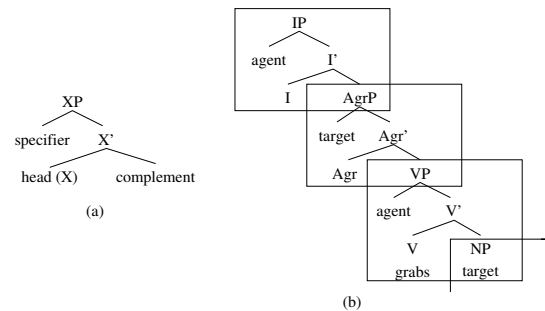 XP
specifier X'
head (X) complement
(a)
IP
agent I'
I AgrP
target Agr'
Agr VP
agent V'
V NP
grabs target
(b)